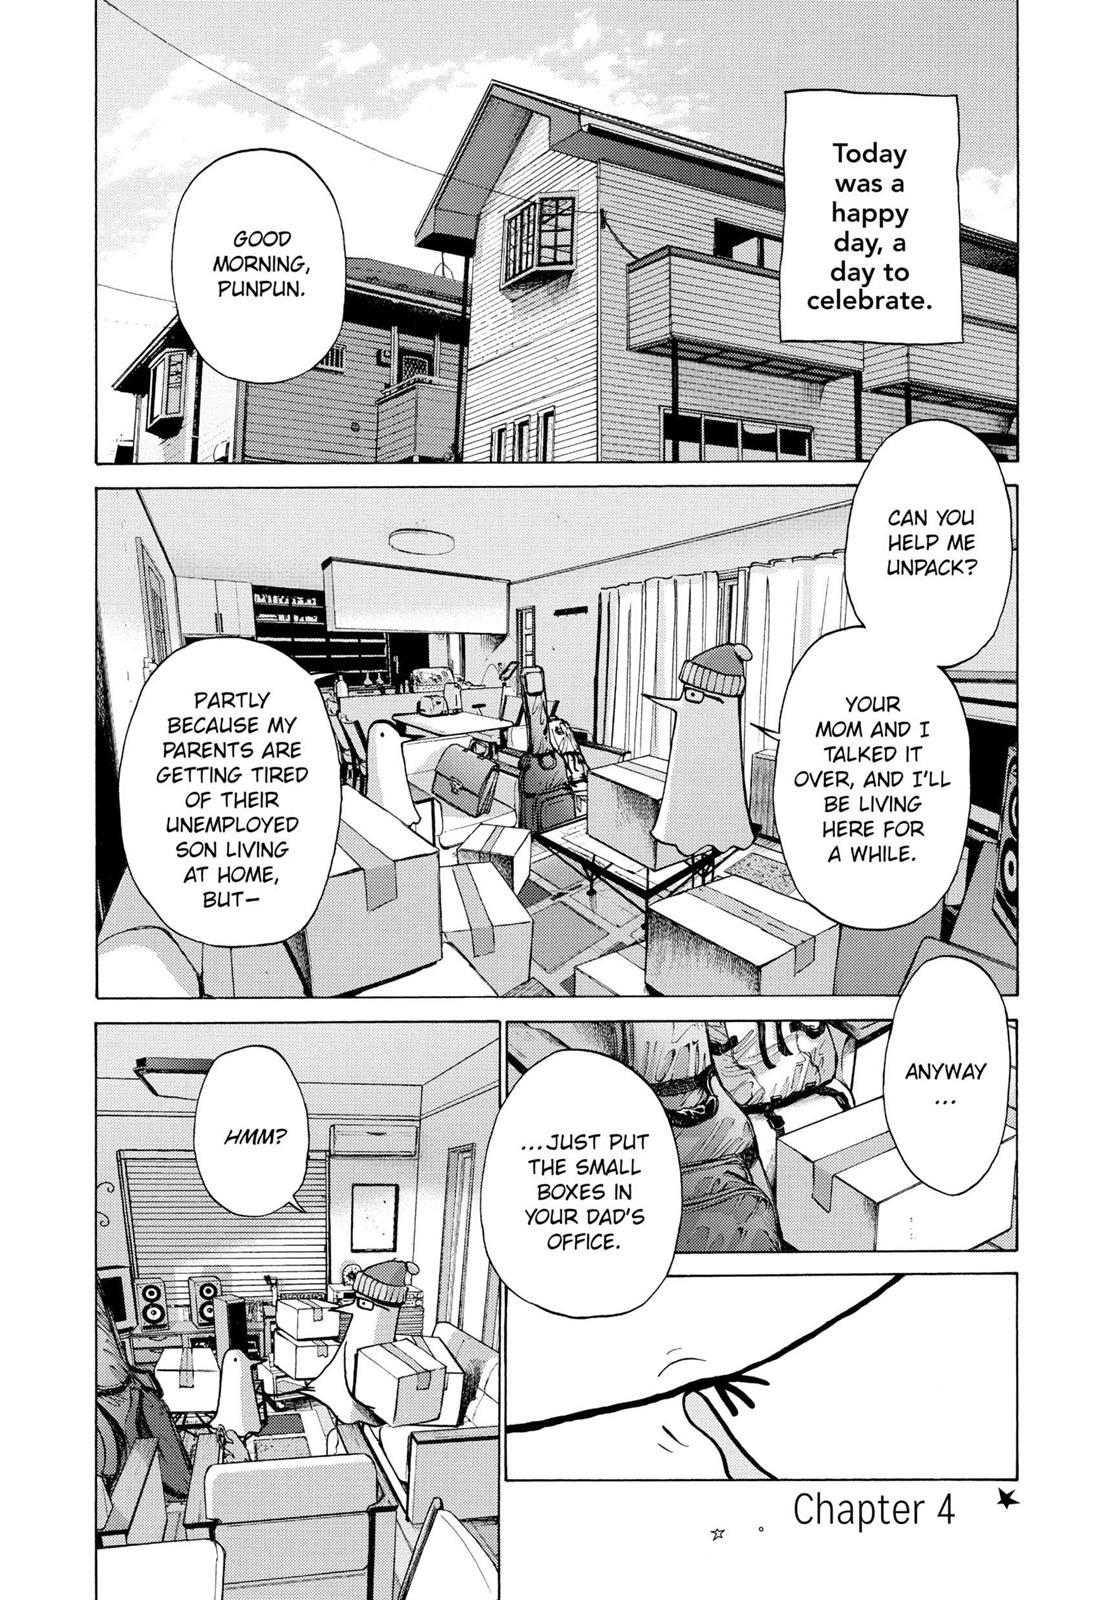 Today
was a
happy
day, a
day to
celebrate.
GOOD
MORNING,
PUNPUN.
CAN YOU
HELP ME
UNPACK?
YOUR
MOM AND I
TALKED IT
OVER, AND I'LL
BE LIVING
HERE FOR
A WHILE.
PARTLY
BECAUSE MY
PARENTS ARE
GETTING TIRED
OF THEIR
UNEMPLOYED
SON LIVING
AT HOME,
BUT—
ANYWAY
...
...JUST PUT
THE SMALL
BOXES IN
YOUR DAD'S
OFFICE.
HMM?
Chapter 4